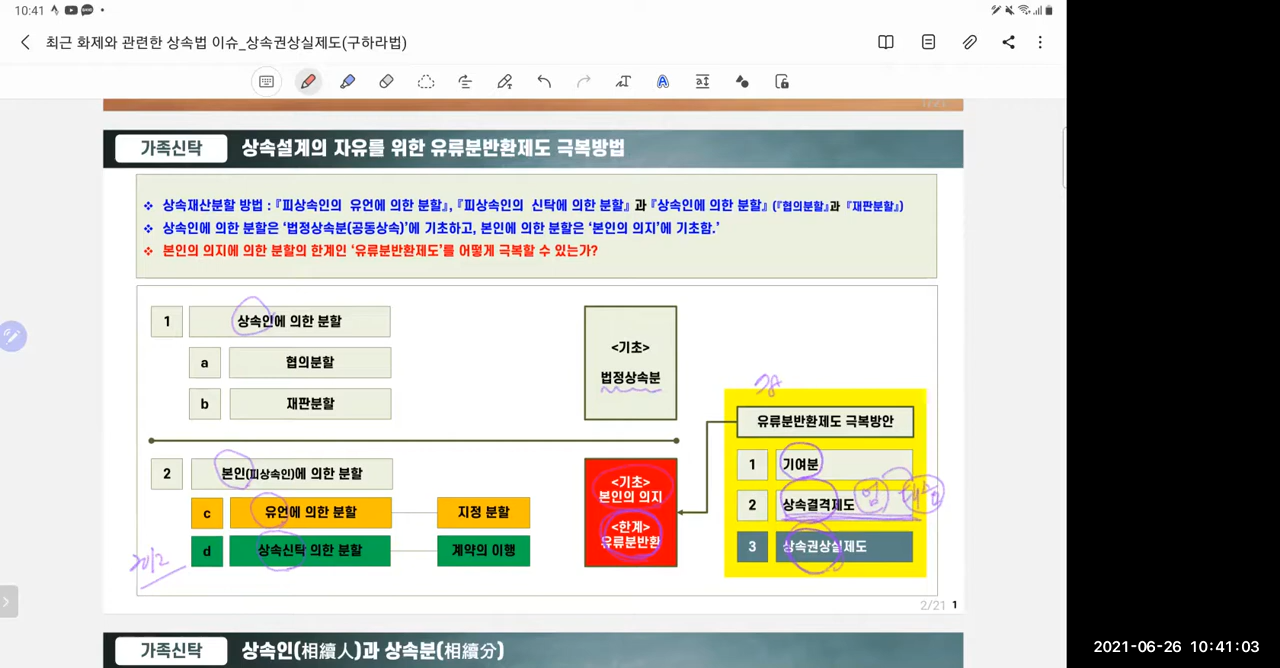 10:41
최근 화제와 관련한 상속법 이슈_상속권상실제도(구하라법)
가족신탁 상속설계의 자유를 위한 유류분반환제도 극복방법
❖ 상속재산분할 방법 : 『피상속인의 유언에 의한 분할』, 『피상속인의 신탁에 의한 분할』 과 『상속인에 의한 분할』 (『협의분할』과 『재판분할』)
❖ 상속인에 의한 분할은 ‘법정상속분(공동상속)’에 기초하고, 본인에 의한 분할은 ‘본인의 의지’에 기초함.’
❖ 본인의 의지에 의한 분할의 한계인 ‘유류분반환제도’를 어떻게 극복할 수 있는가?
1 상속인에 의한 분할
a 협의분할
b 재판분할
<기초>
법정상속분
2 본인(피상속인)에 의한 분할
c 유언에 의한 분할 지정 분할
d 상속신탁 의한 분할 계약의 이행
2012
<기초>
본인의 의지
<한계>
유류분반환
유류분반환제도 극복방안
1 기여분
2 상속결격제도
3 상속권상실제도
2/21 1
가족신탁 상속인(相續人)과 상속분(相續分)
2021-06-26 10:41:03